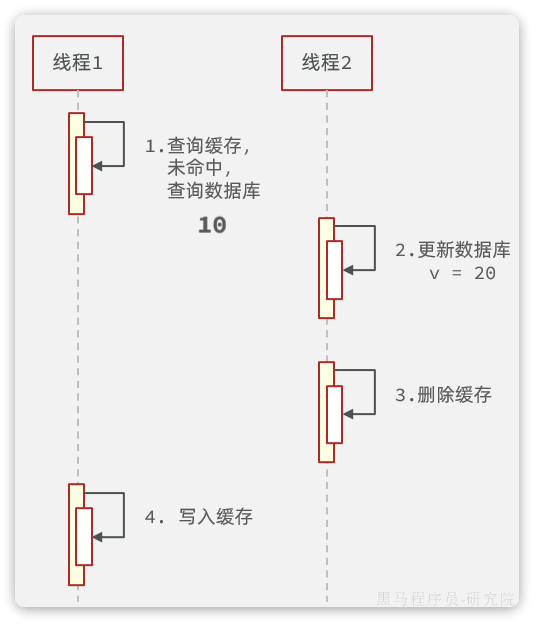 线程1
线程2
1.查询缓存,
未命中,
查询数据库
10
2.更新数据库
v = 20
3.删除缓存
4. 写入缓存
黑马程序员-研究院